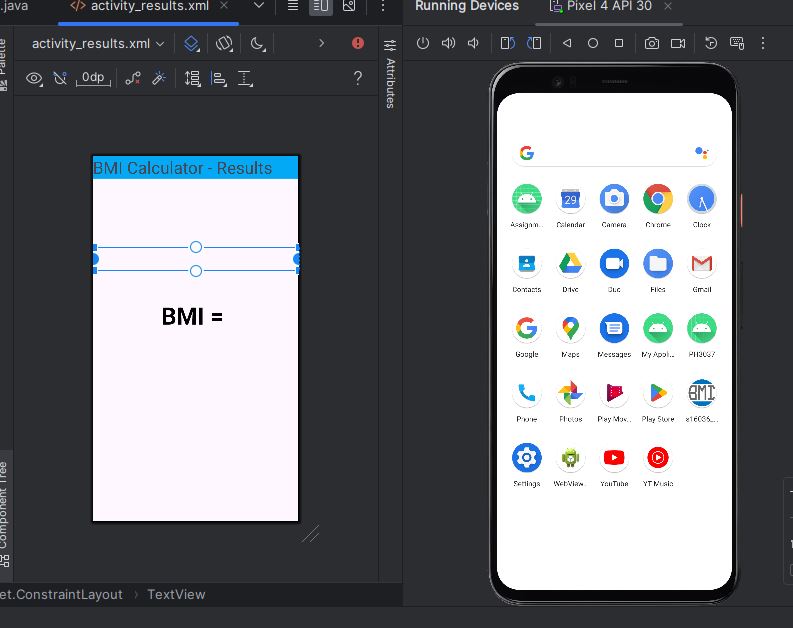 .java
activity_results.xml
Running Devices
Pixel 4 API 30
activity_results.xml
0dp
?
Palette
Attributes
BMI Calculator - Results
BMI =
Component Tree
et.ConstraintLayout > TextView
G
Assignm...
29
Calendar
Camera
Chrome
Clock
Contacts
Drive
Duo
Files
Gmail
Google
Maps
Messages
My Appli...
PH3037
Phone
Photos
Play Mov...
Play Store
BMI
s16036_...
Settings
WebView..
YouTube
YT Music